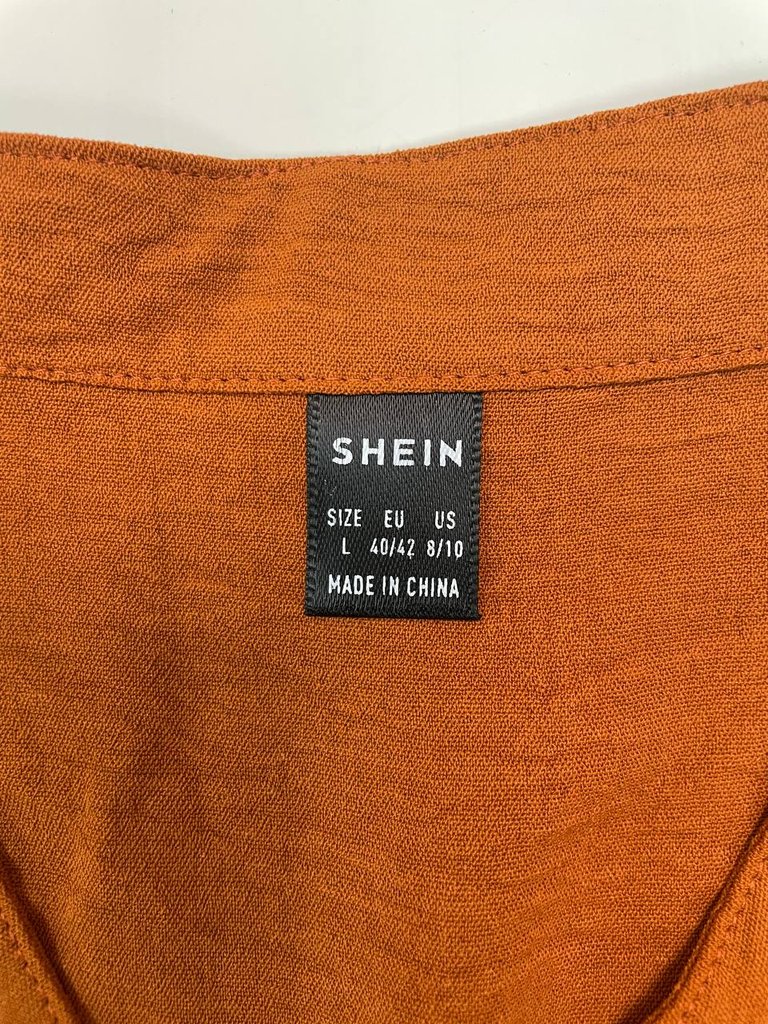 SHEIN
SIZE EU US
L 40/42 8/10
MADE IN CHINA